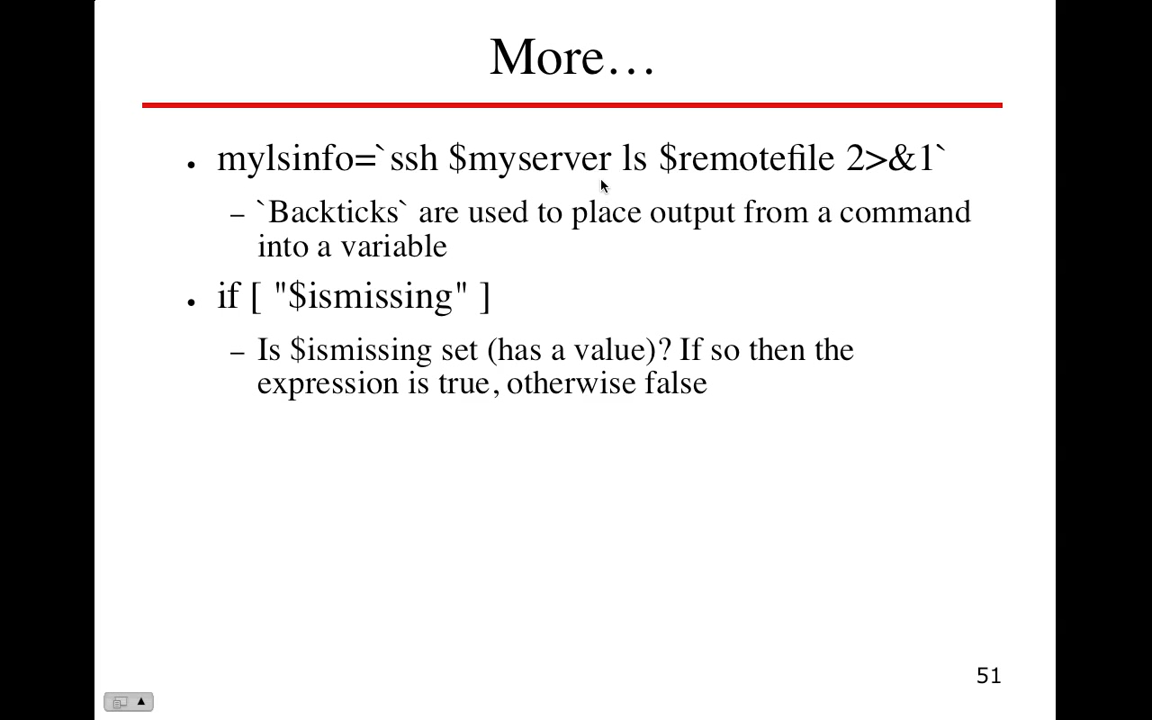 More…
• mylsinfo=`ssh $myserver ls $remotefile 2>&1`
– `Backticks` are used to place output from a command
into a variable
• if [ "$ismissing" ]
– Is $ismissing set (has a value)? If so then the
expression is true, otherwise false
51